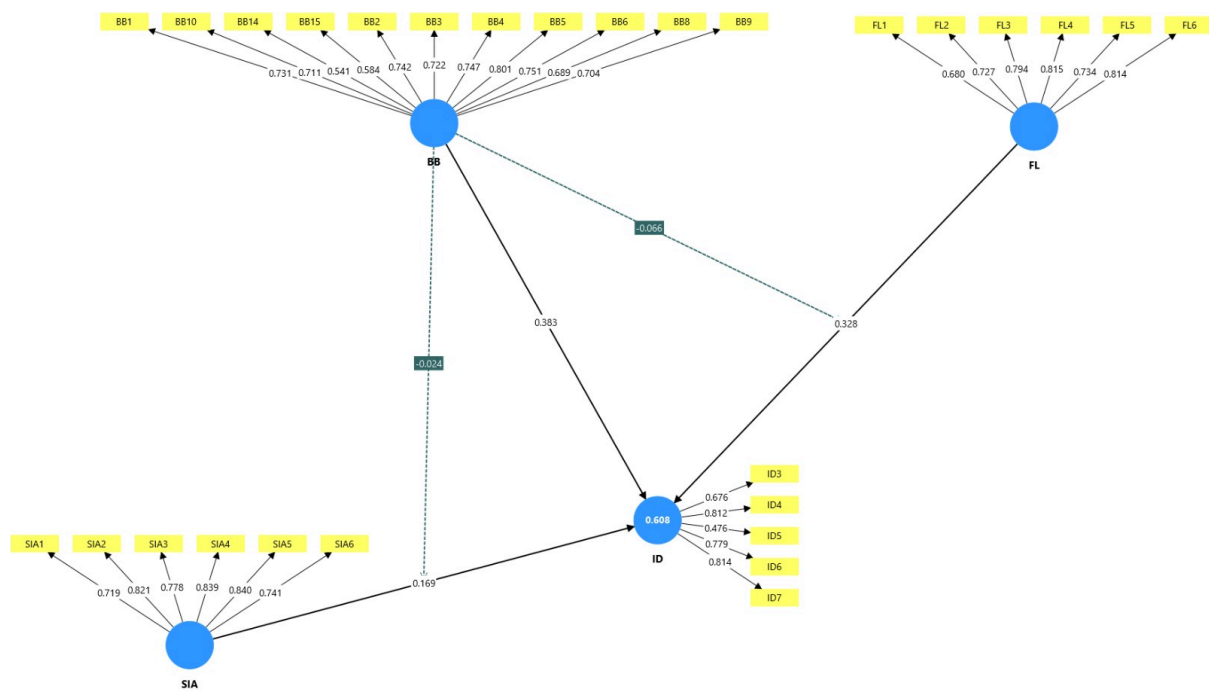 BB1 BB10 BB14 BB15 BB2 BB3 BB4 BB5 BB6 BB8 BB9
FL1 FL2 FL3 FL4 FL5 FL6
0.731 0.711 0.541 0.584 0.742 0.722 0.747 0.801 0.751 0.689 0.704
0.680 0.727 0.794 0.815 0.734 0.814
BB
FL
-0.066
0.383
0.328
-0.024
ID3
0.676
ID4
0.812
0.608
0.476
ID5
0.779
ID
0.814
ID6
ID7
SIA1 SIA2 SIA3 SIA4 SIA5 SIA6
0.169
0.719 0.821 0.778 0.839 0.840 0.741
SIA